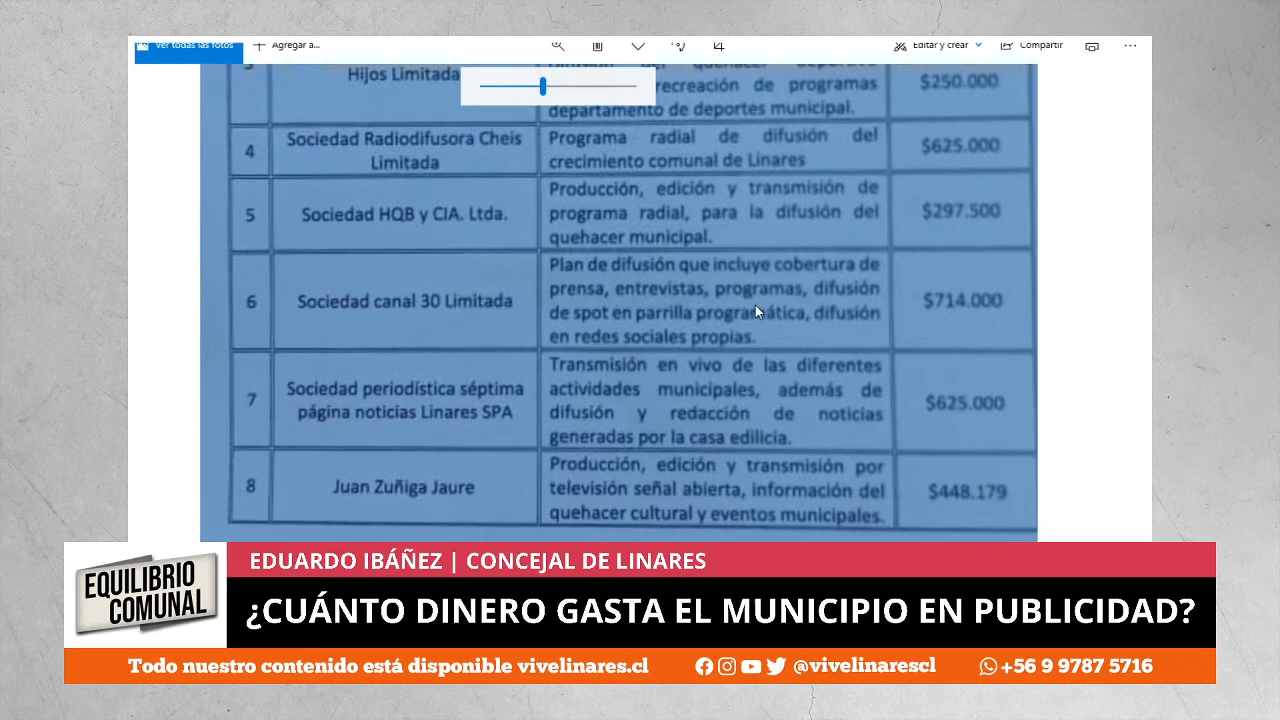 Ver todas las fotos
Agregar a...
Editar y crear
Compartir
Hijos Limitada
recreación de programas
departamento de deportes municipal.
$250.000
4
Sociedad Radiodifusora Cheis
Limitada
Programa radial de difusión del
crecimiento comunal de Linares
$625.000
5
Sociedad HQB y CIA. Ltda.
Producción, edición y transmisión de
programa radial, para la difusión del
quehacer municipal.
$297.500
6
Sociedad canal 30 Limitada
Plan de difusión que incluye cobertura de
prensa, entrevistas, programas, difusión
de spot en parrilla programática, difusión
en redes sociales propias.
$714.000
7
Sociedad periodística séptima
página noticias Linares SPA
Transmisión en vivo de las diferentes
actividades municipales, además de
difusión y redacción de noticias
generadas por la casa edilicia.
$625.000
8
Juan Zuñiga Jaure
Producción, edición y transmisión por
televisión señal abierta, información del
quehacer cultural y eventos municipales.
$448.179
EQUILIBRIO
COMUNAL
EDUARDO IBÁÑEZ | CONCEJAL DE LINARES
¿CUÁNTO DINERO GASTA EL MUNICIPIO EN PUBLICIDAD?
Todo nuestro contenido está disponible vivelinares.cl
@vivelinarescl
+56 9 9787 5716